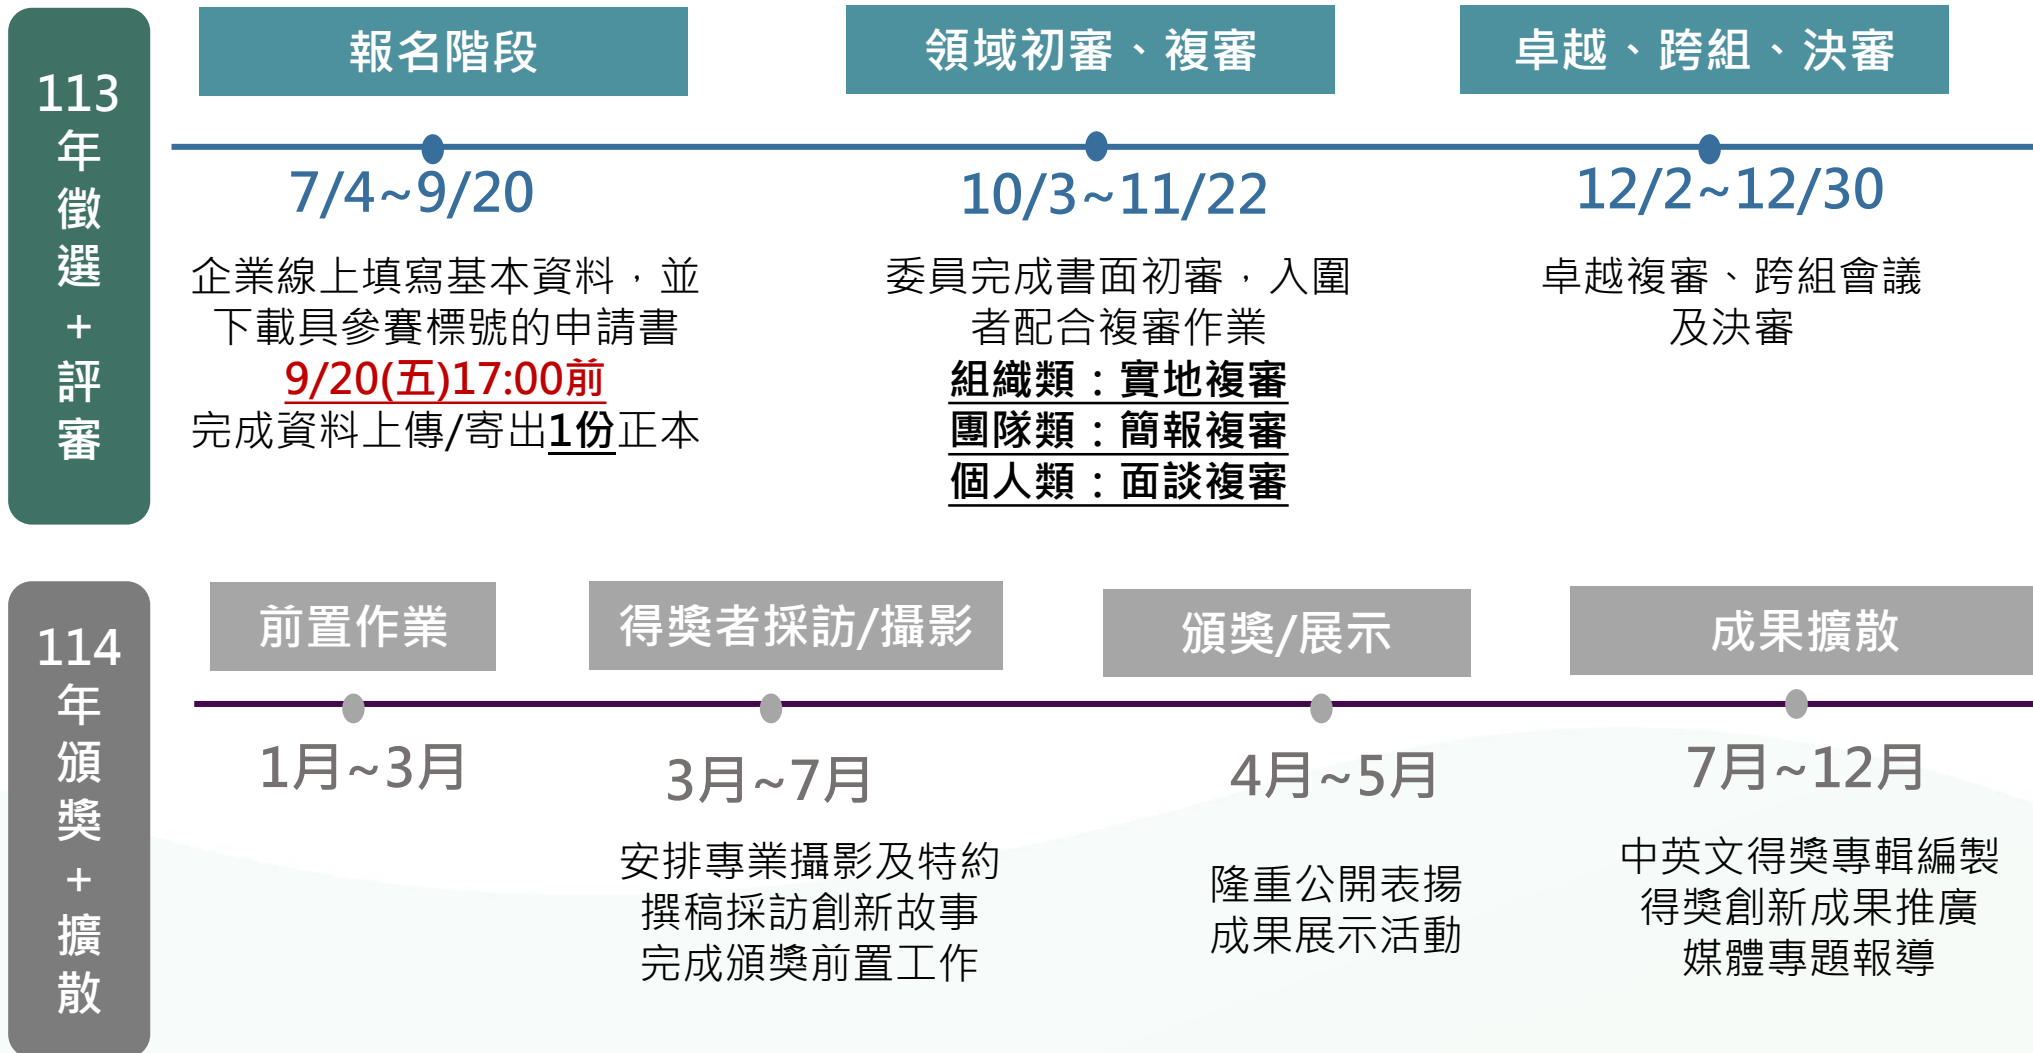 113年徵選+評審
報名階段
7/4~9/20
企業線上填寫基本資料，並
下載具參賽標號的申請書
9/20(五)17:00前
完成資料上傳/寄出1份正本
領域初審、複審
10/3~11/22
委員完成書面初審，入圍
者配合複審作業
組織類：實地複審
團隊類：簡報複審
個人類：面談複審
卓越、跨組、決審
12/2~12/30
卓越複審、跨組會議
及決審
114年頒獎+擴散
前置作業
1月~3月
得獎者採訪/攝影
3月~7月
安排專業攝影及特約
撰稿採訪創新故事
完成頒獎前置工作
頒獎/展示
4月~5月
隆重公開表揚
成果展示活動
成果擴散
7月~12月
中英文得獎專輯編製
得獎創新成果推廣
媒體專題報導